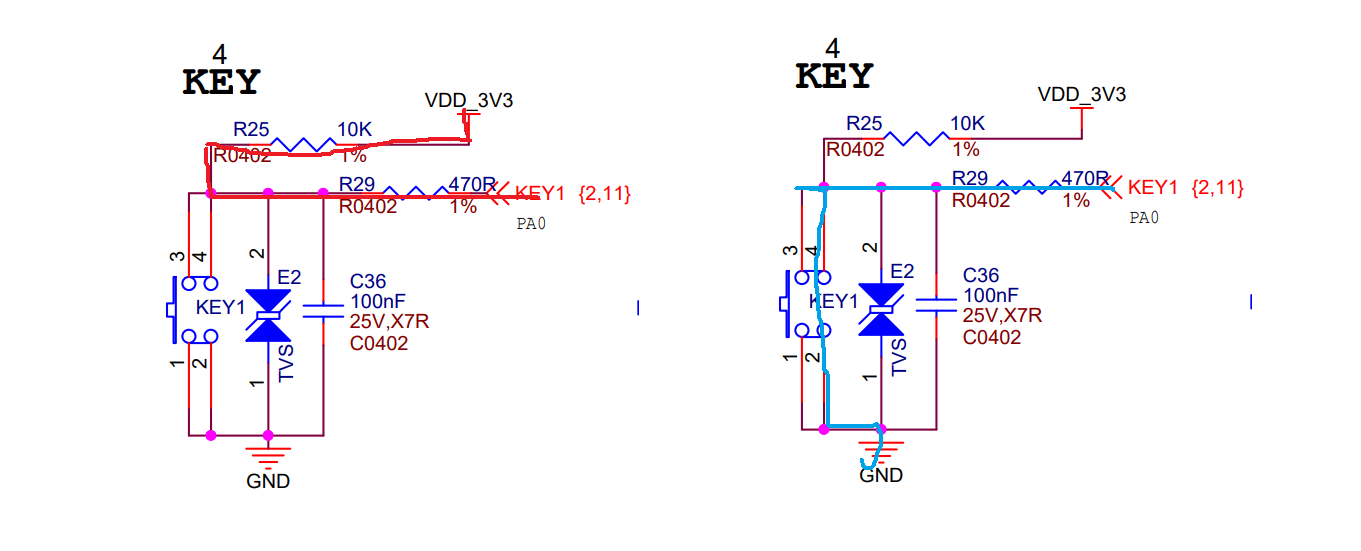 4
KEY
VDD_3V3
R25 10K
R0402 1%
R29 470R KEY1 {2,11}
R0402 1% PA0
3 4 2
E2
KEY1
C36
100nF
25V,X7R
C0402
1 2 1 TVS
GND
4
KEY
VDD_3V3
R25 10K
R0402 1%
R29 470R KEY1 {2,11}
R0402 1% PA0
3 4 2
E2
KEY1
C36
100nF
25V,X7R
C0402
1 2 1 TVS
GND